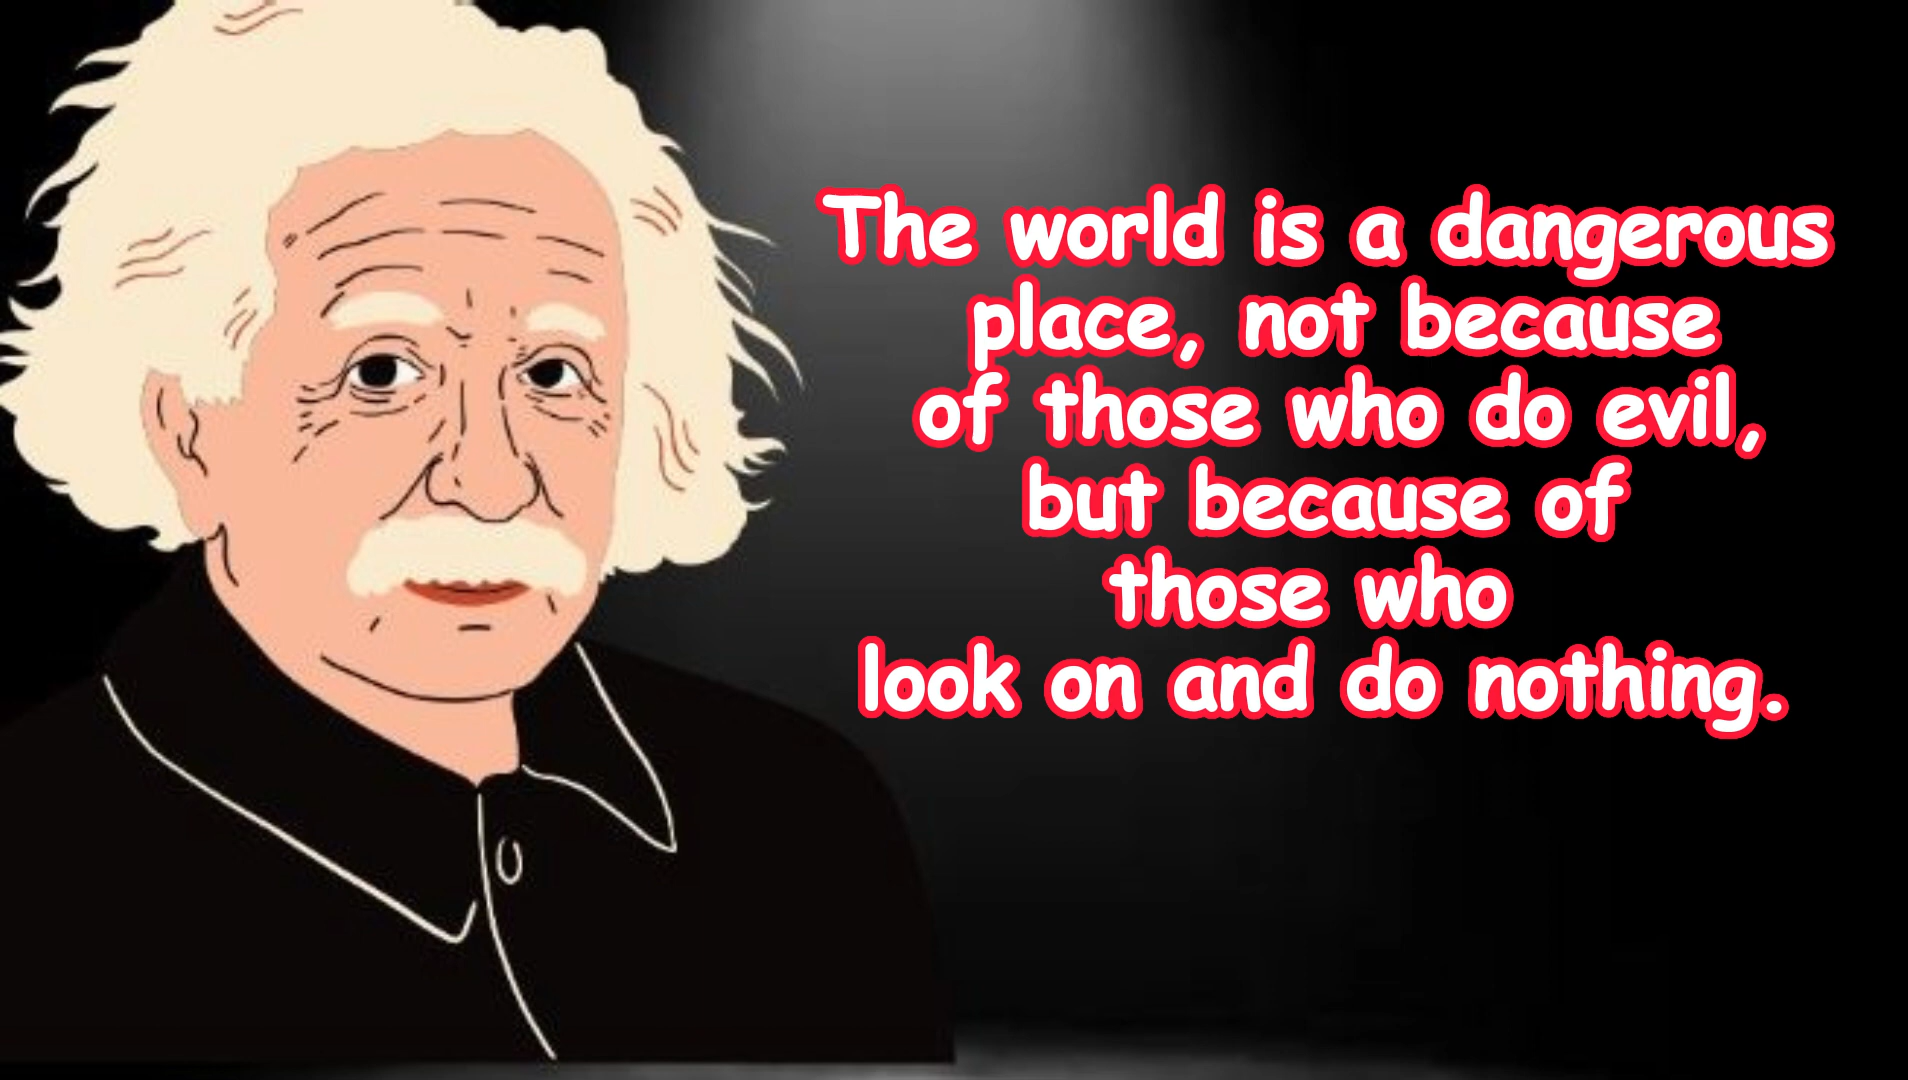 The world is a dangerous
place, not because
of those who do evil,
but because of
those who
look on and do nothing.